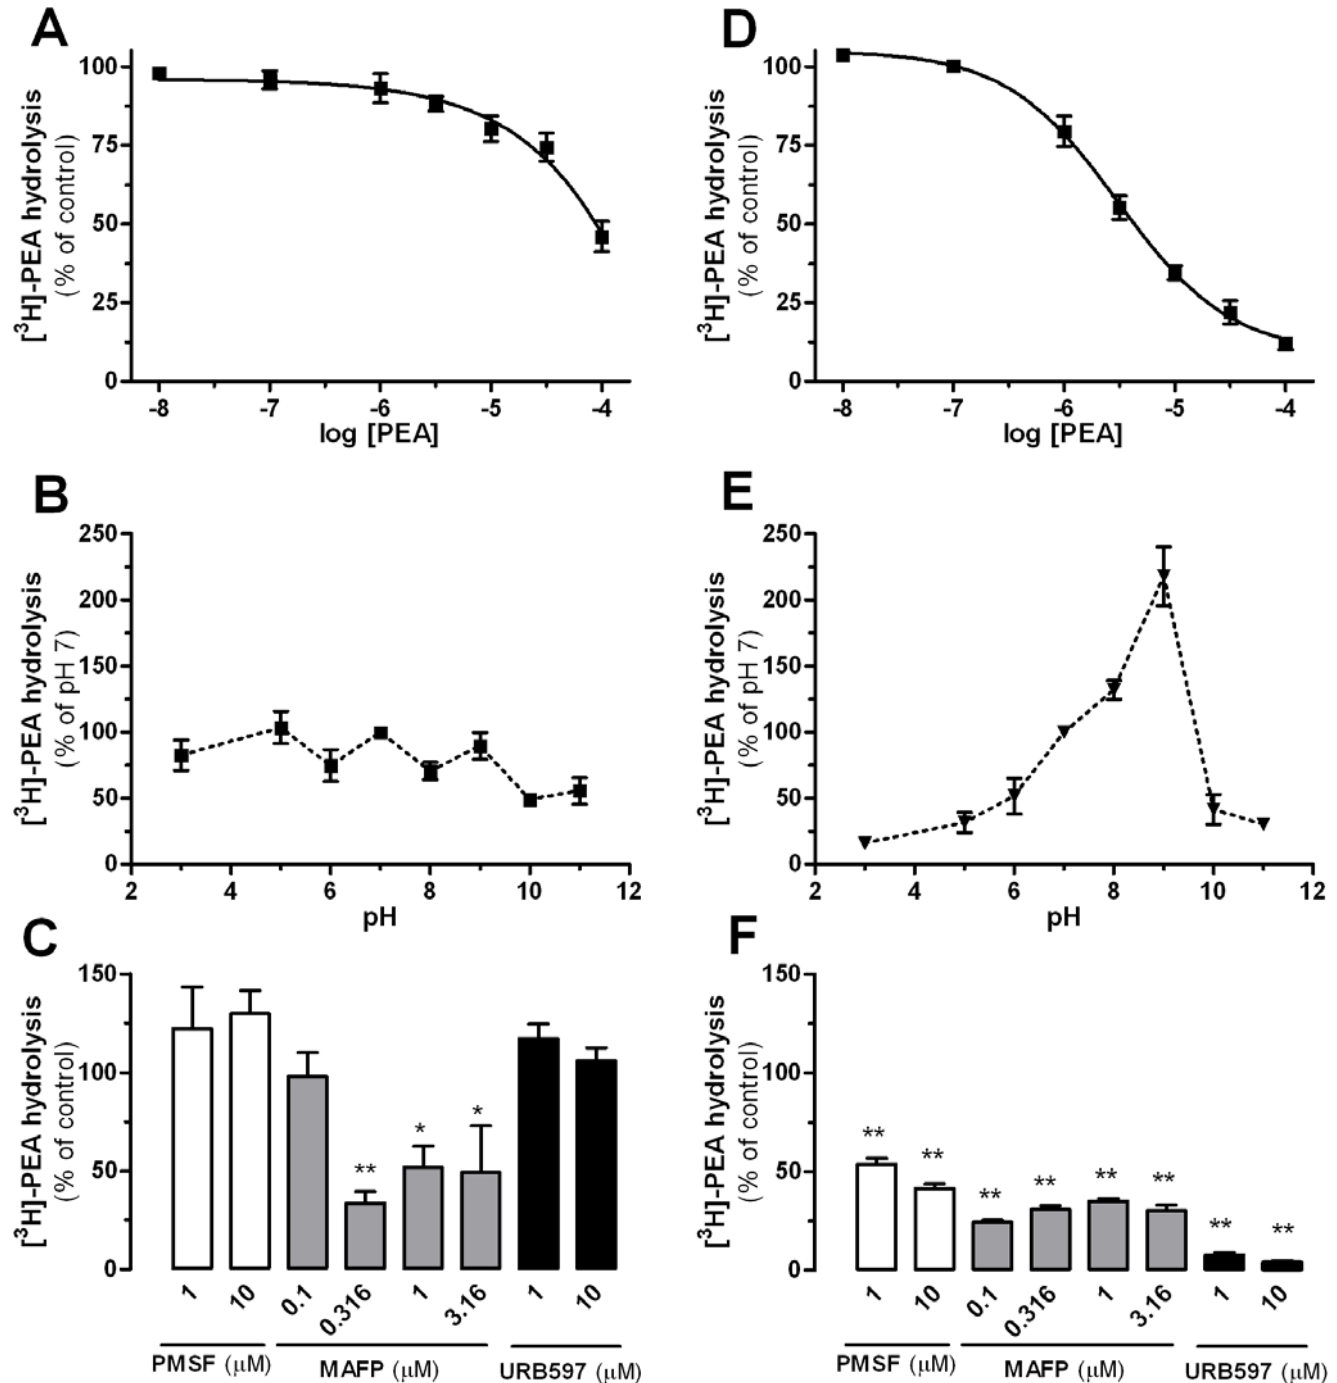 A
[³H]-PEA hydrolysis
(% of control)
100
75
50
25
0
-8 -7 -6 -5 -4
log [PEA]
D
[³H]-PEA hydrolysis
(% of control)
100
75
50
25
0
-8 -7 -6 -5 -4
log [PEA]
B
[³H]-PEA hydrolysis
(% of pH 7)
250
200
150
100
50
0
2 4 6 8 10 12
pH
E
[³H]-PEA hydrolysis
(% of pH 7)
250
200
150
100
50
0
2 4 6 8 10 12
pH
C
[³H]-PEA hydrolysis
(% of control)
150
100
50
0
** * *
1 10 0.1 0.316 1 3.16 1 10
PMSF (μM) MAFP (μM) URB597 (μM)
F
[³H]-PEA hydrolysis
(% of control)
150
100
50
0
** ** ** ** ** ** ** **
1 10 0.1 0.316 1 3.16 1 10
PMSF (μM) MAFP (μM) URB597 (μM)